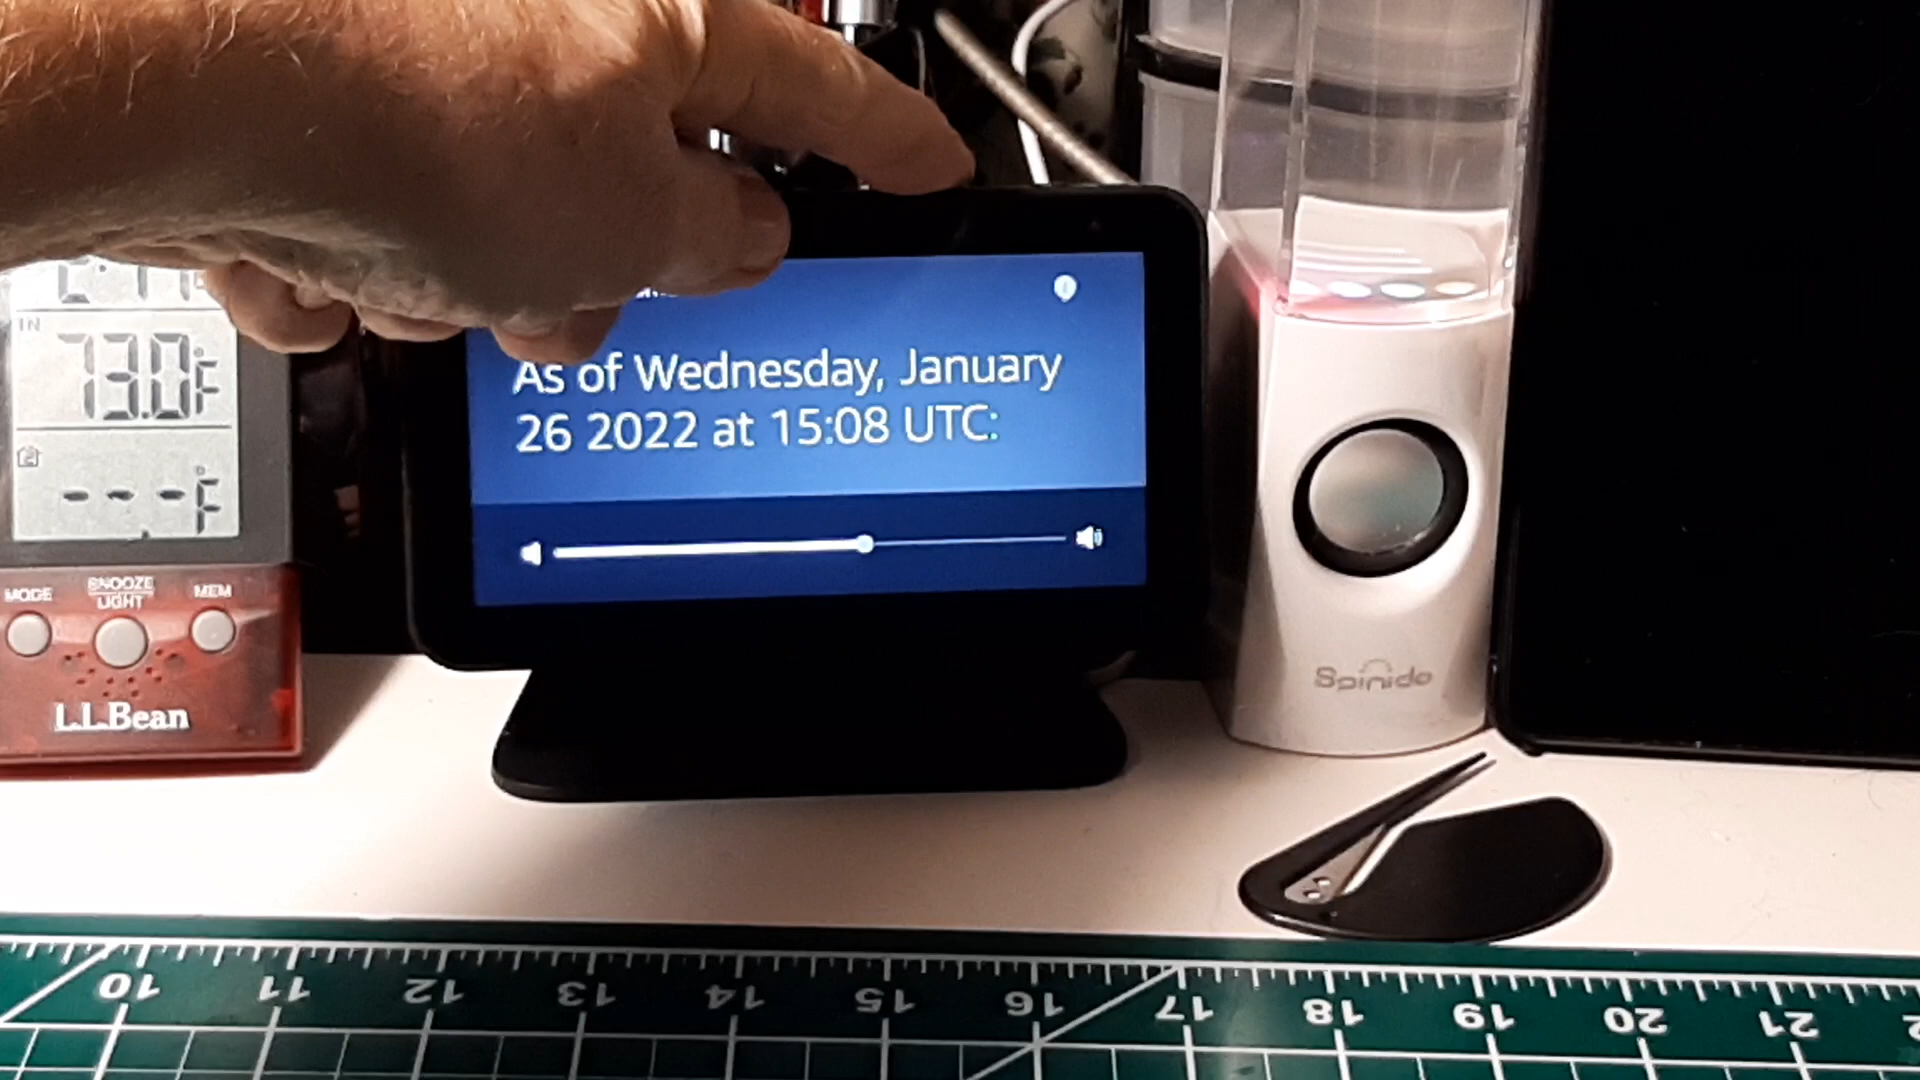 IN
73.0°F
---°F
MODE
SNOOZE
LIGHT
MEM
L.L.Bean
As of Wednesday, January
26 2022 at 15:08 UTC:
Spinido
10 11 12 13 14 15 16 17 18 19 20 21